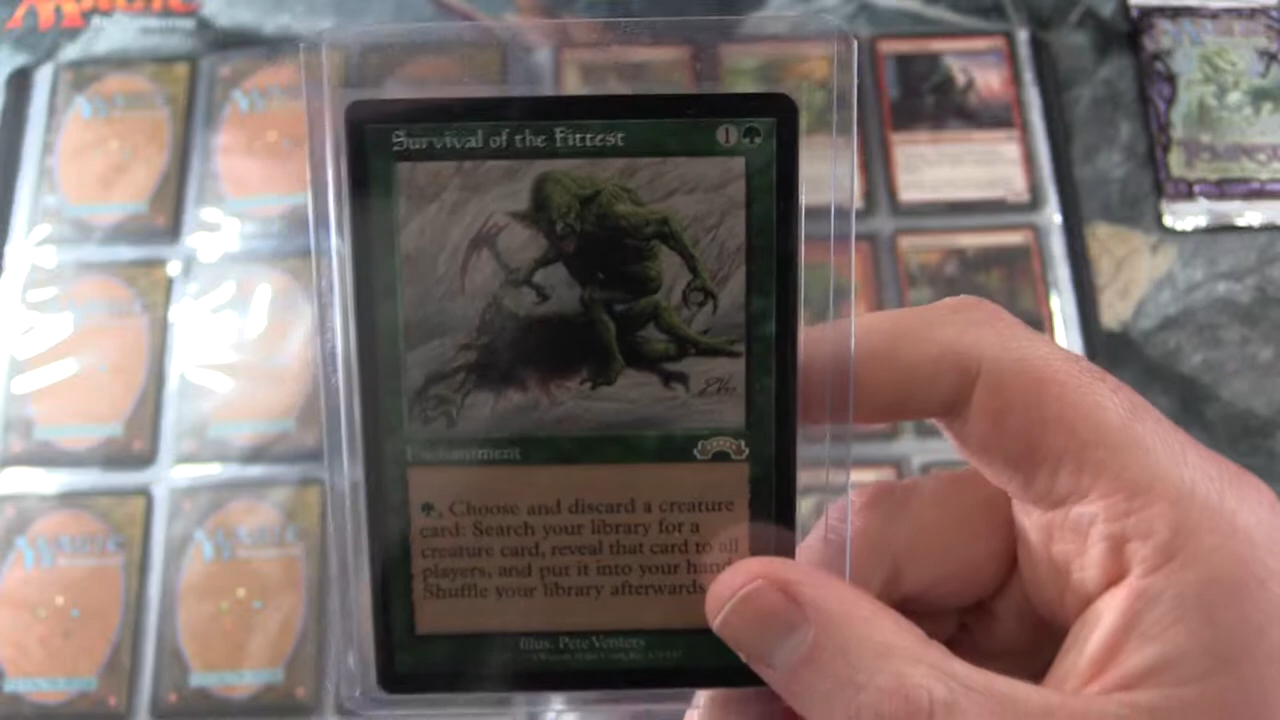 Survival of the Fittest 1
Enchantment
, Choose and discard a creature
card: Search your library for a
creature card, reveal that card to all
players, and put it into your hand
Shuffle your library afterwards
Illus. Pete Venters